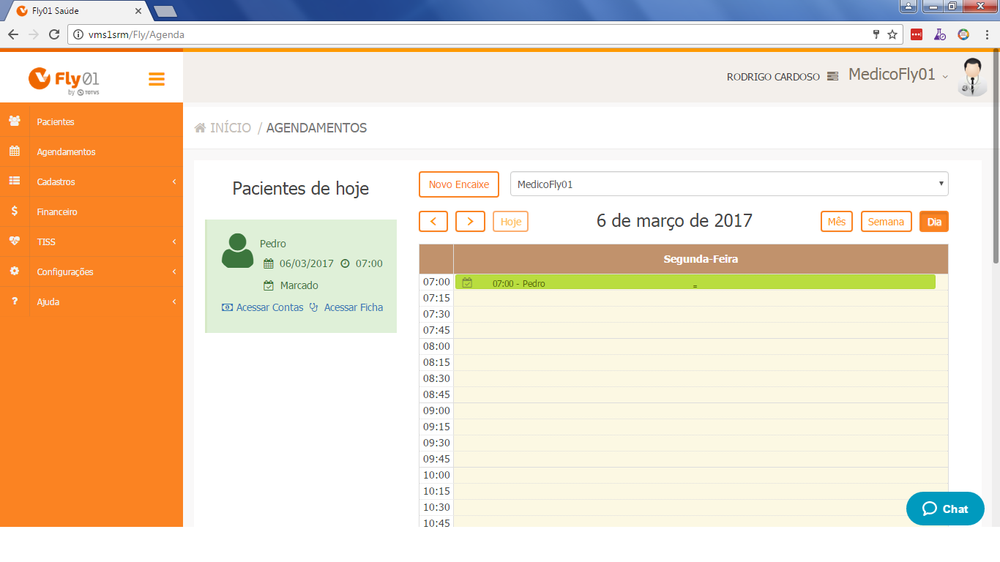 Fly01 Saúde
vms1srm/Fly/Agenda
Fly01
by TOTVS
RODRIGO CARDOSO MedicoFly01
Pacientes
Agendamentos
Cadastros
Financeiro
TISS
Configurações
Ajuda
INÍCIO / AGENDAMENTOS
Pacientes de hoje
Pedro
06/03/2017 07:00
Marcado
Acessar Contas Acessar Ficha
Novo Encaixe MedicoFly01
< > Hoje 6 de março de 2017 Mês Semana Dia
Segunda-Feira
07:00 07:00 - Pedro
07:15
07:30
07:45
08:00
08:15
08:30
08:45
09:00
09:15
09:30
09:45
10:00
10:15
10:30
10:45
Chat